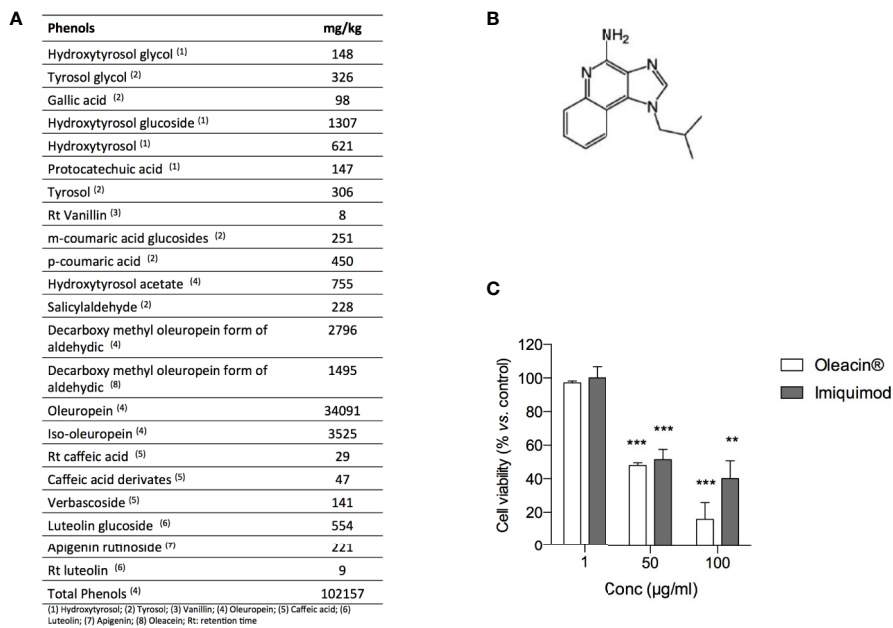 A
Phenols mg/kg
Hydroxytyrosol glycol (1) 148
Tyrosol glycol (2) 326
Gallic acid (2) 98
Hydroxytyrosol glucoside (1) 1307
Hydroxytyrosol (1) 621
Protocatechuic acid (1) 147
Tyrosol (2) 306
Rt Vanillin (3) 8
m-coumaric acid glucosides (2) 251
p-coumaric acid (2) 450
Hydroxytyrosol acetate (4) 755
Salicylaldehyde (2) 228
Decarboxy methyl oleuropein form of 2796
aldehydic (4)
Decarboxy methyl oleuropein form of 1495
aldehydic (8)
Oleuropein (4) 34091
Iso-oleuropein (4) 3525
Rt caffeic acid (5) 29
Caffeic acid derivates (5) 47
Verbascoside (5) 141
Luteolin glucoside (6) 554
Apigenin rutinoside (7) 221
Rt luteolin (6) 9
Total Phenols (4) 102157
(1) Hydroxytyrosol; (2) Tyrosol; (3) Vanillin; (4) Oleuropein; (5) Caffeic acid; (6)
Luteolin; (7) Apigenin; (8) Oleacein; Rt: retention time
B
NH2
N
N
N
C
Cell viability (% vs. control)
120
100
80
60
40
20
0
*** ***
*** **
1 50 100
Conc (µg/ml)
Oleacin®
Imiquimod